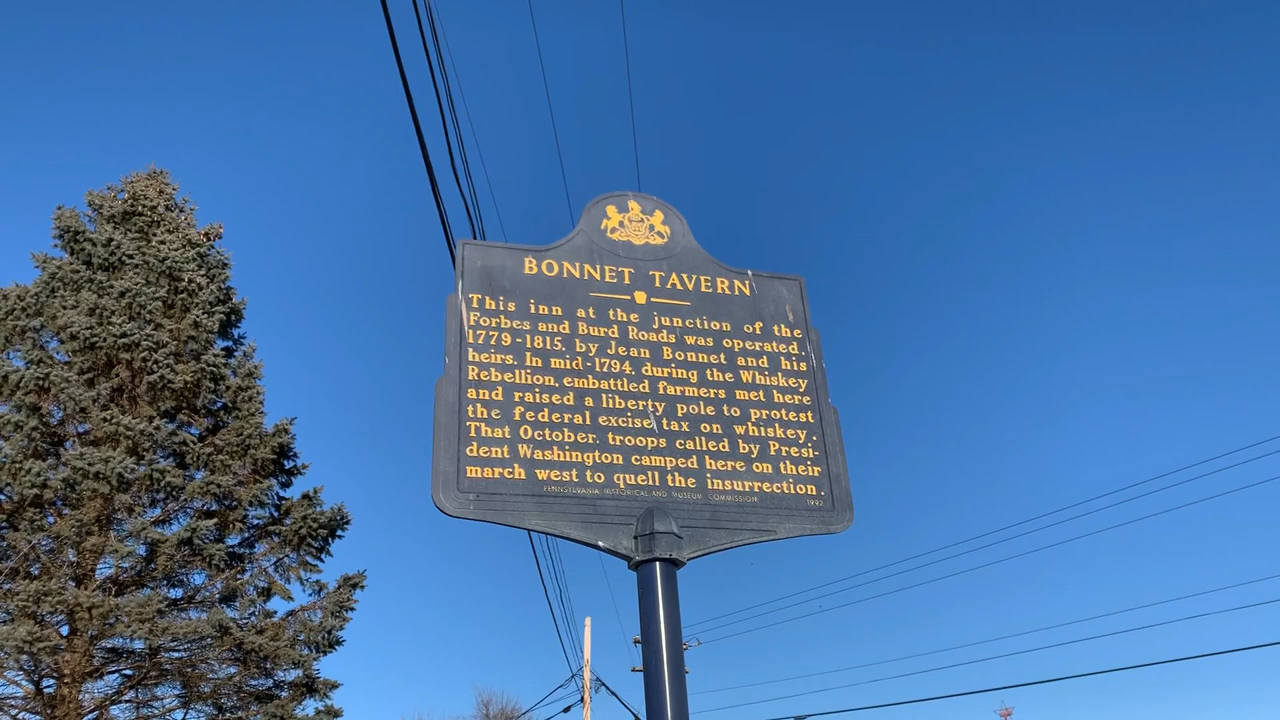 BONNET TAVERN
This inn at the junction of the
Forbes and Burd Roads was operated,
1779-1815, by Jean Bonnet and his
heirs. In mid-1794, during the Whiskey
Rebellion, embattled farmers met here
and raised a liberty pole to protest
the federal excise tax on whiskey.
That October, troops called by Presi-
dent Washington camped here on their
march west to quell the insurrection.
PENNSYLVANIA HISTORICAL AND MUSEUM COMMISSION 1992